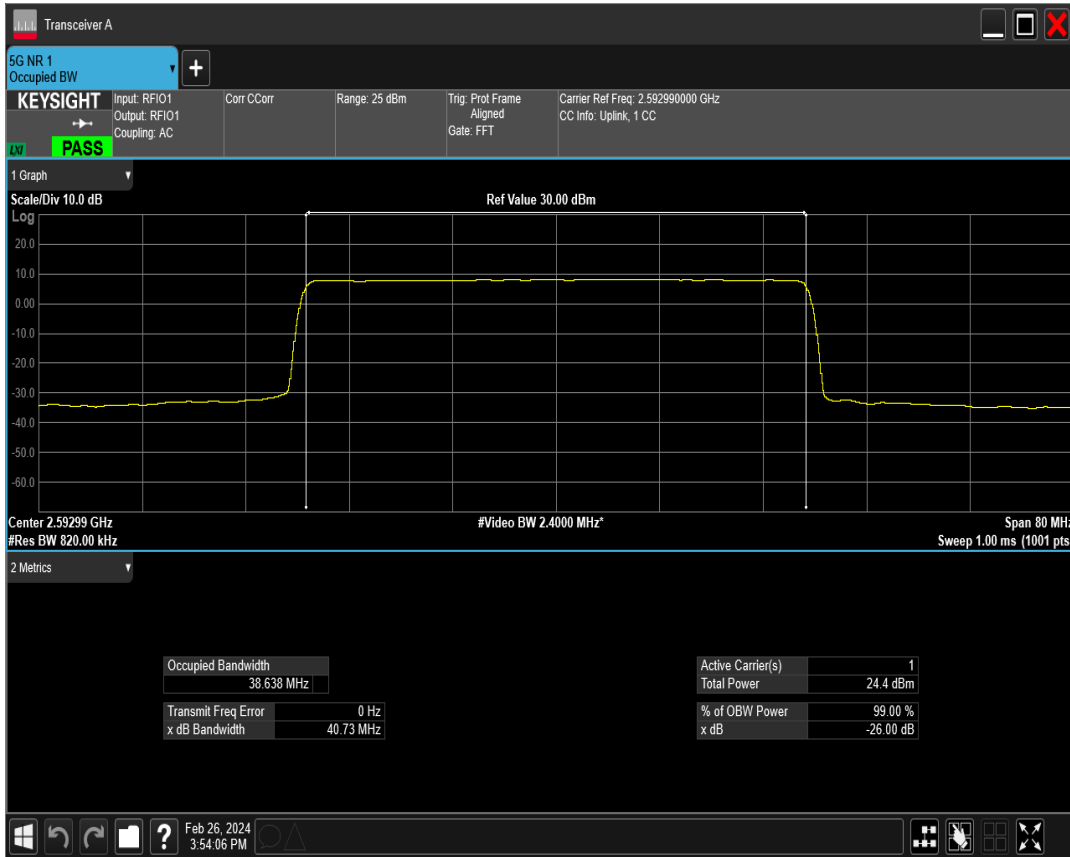 Transceiver A
5G NR 1
Occupied BW
+
KEYSIGHT
LXI
PASS
Input: RFIO1
Output: RFIO1
Coupling: AC
Corr CCorr
Range: 25 dBm
Trig: Prot Frame
Aligned
Gate: FFT
Carrier Ref Freq: 2.592990000 GHz
CC Info: Uplink, 1 CC
1 Graph
Scale/Div 10.0 dB
Ref Value 30.00 dBm
Log
20.0
10.0
0.00
-10.0
-20.0
-30.0
-40.0
-50.0
-60.0
Center 2.59299 GHz
#Video BW 2.4000 MHz*
Span 80 MHz
#Res BW 820.00 kHz
Sweep 1.00 ms (1001 pts
2 Metrics
Occupied Bandwidth
38.638 MHz
Transmit Freq Error 0 Hz
x dB Bandwidth 40.73 MHz
Active Carrier(s) 1
Total Power 24.4 dBm
% of OBW Power 99.00 %
x dB -26.00 dB
?
Feb 26, 2024
3:54:06 PM